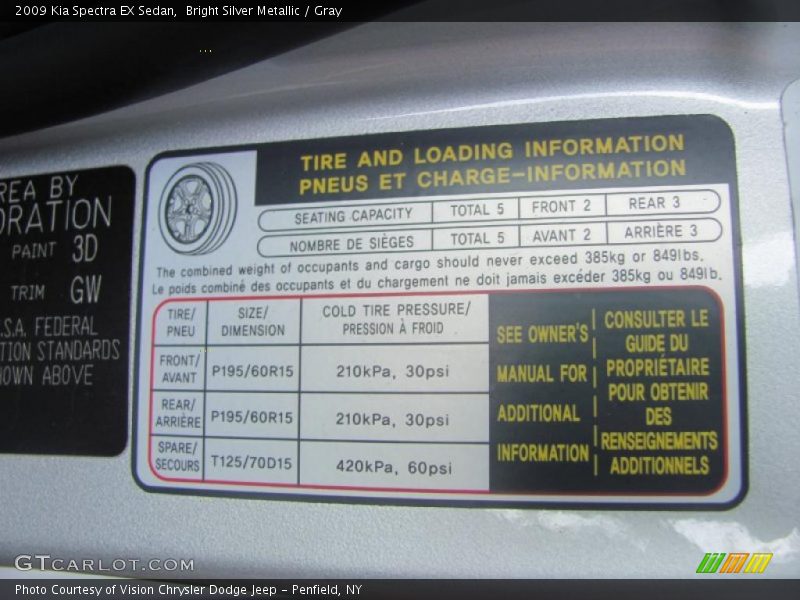 2009 Kia Spectra EX Sedan, Bright Silver Metallic / Gray
REA BY
ORATION
PAINT 3D
TRIM GW
.S.A. FEDERAL
TION STANDARDS
OWN ABOVE
TIRE AND LOADING INFORMATION
PNEUS ET CHARGE-INFORMATION
SEATING CAPACITY TOTAL 5 FRONT 2 REAR 3
NOMBRE DE SIÈGES TOTAL 5 AVANT 2 ARRIÈRE 3
The combined weight of occupants and cargo should never exceed 385kg or 849lbs.
Le poids combiné des occupants et du chargement ne doit jamais excéder 385kg ou 849lb.
TIRE/
PNEU
SIZE/
DIMENSION
COLD TIRE PRESSURE/
PRESSION À FROID
FRONT/
AVANT
P195/60R15
210kPa, 30psi
REAR/
ARRIÈRE
P195/60R15
210kPa, 30psi
SPARE/
SECOURS
T125/70D15
420kPa, 60psi
SEE OWNER'S
MANUAL FOR
ADDITIONAL
INFORMATION
CONSULTER LE
GUIDE DU
PROPRIÉTAIRE
POUR OBTENIR
DES
RENSEIGNEMENTS
ADDITIONNELS
GTCARLOT.COM
Photo Courtesy of Vision Chrysler Dodge Jeep - Penfield, NY